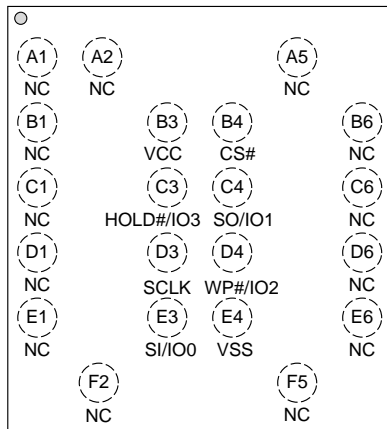 A1 A2 A5
NC NC NC
B1 B3 B4 B6
NC VCC CS# NC
C1 C3 C4 C6
NC HOLD#/IO3 SO/IO1 NC
D1 D3 D4 D6
NC SCLK WP#/IO2 NC
E1 E3 E4 E6
NC SI/IO0 VSS NC
F2 F5
NC NC